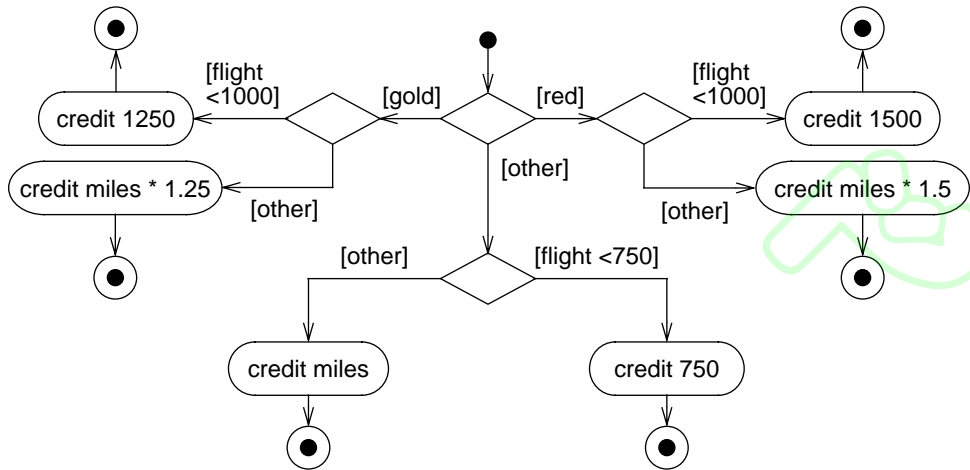 [flight
<1000]
[gold]
[red]
[flight
<1000]
credit 1250
credit 1500
[other]
credit miles * 1.25
credit miles * 1.5
[other]
[other]
[other]
[flight <750]
credit miles
credit 750